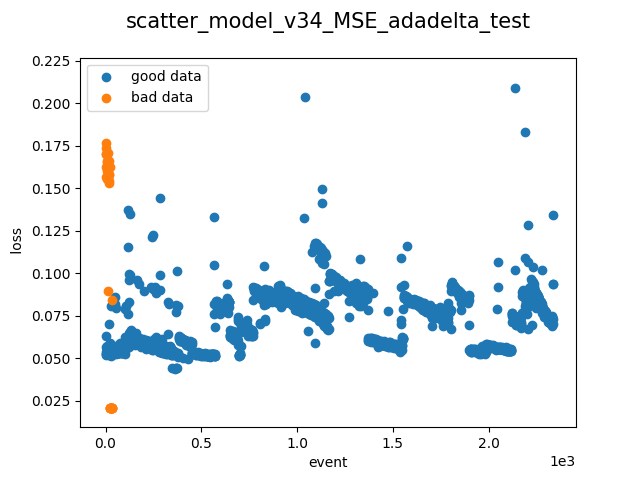 scatter_model_v34_MSE_adadelta_test
good data
bad data
0.225
0.200
0.175
0.150
0.125
0.100
0.075
0.050
0.025
loss
0.0 0.5 1.0 1.5 2.0
1e3
event